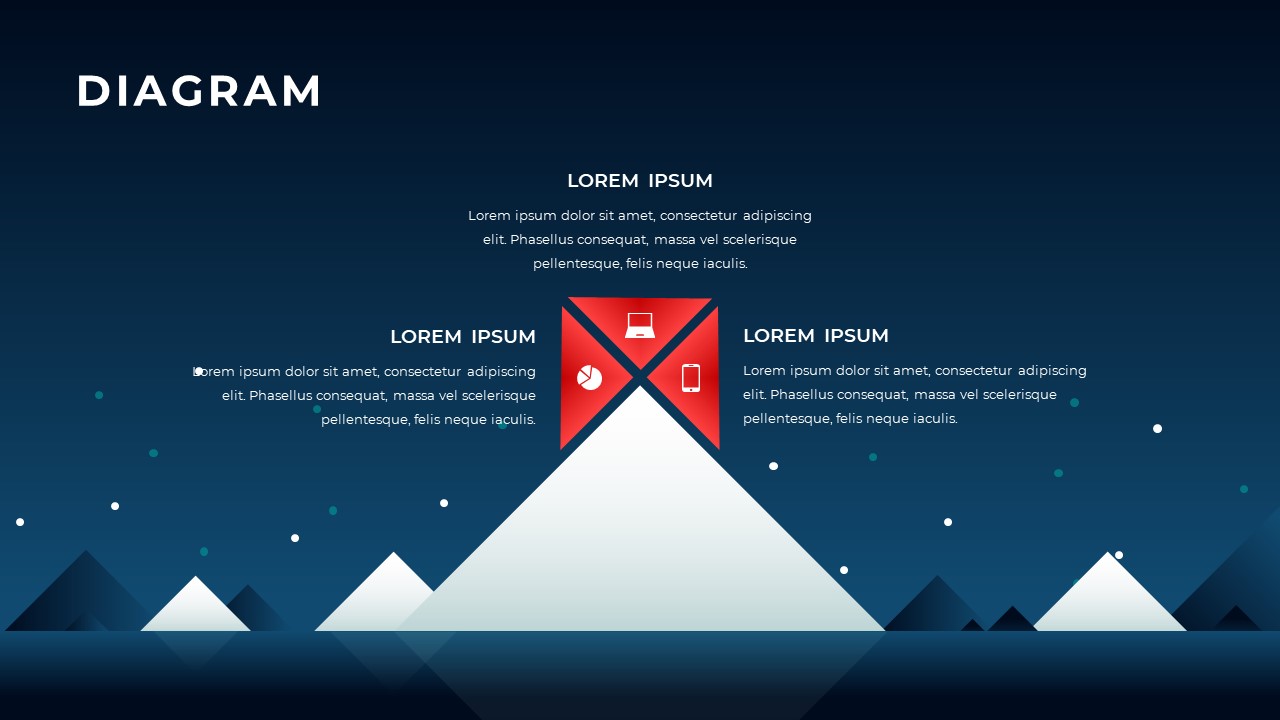 DIAGRAM
LOREM IPSUM
Lorem ipsum dolor sit amet, consectetur adipiscing
elit. Phasellus consequat, massa vel scelerisque
pellentesque, felis neque iaculis.
LOREM IPSUM
Lorem ipsum dolor sit amet, consectetur adipiscing
elit. Phasellus consequat, massa vel scelerisque
pellentesque, felis neque iaculis.
LOREM IPSUM
Lorem ipsum dolor sit amet, consectetur adipiscing
elit. Phasellus consequat, massa vel scelerisque
pellentesque, felis neque iaculis.